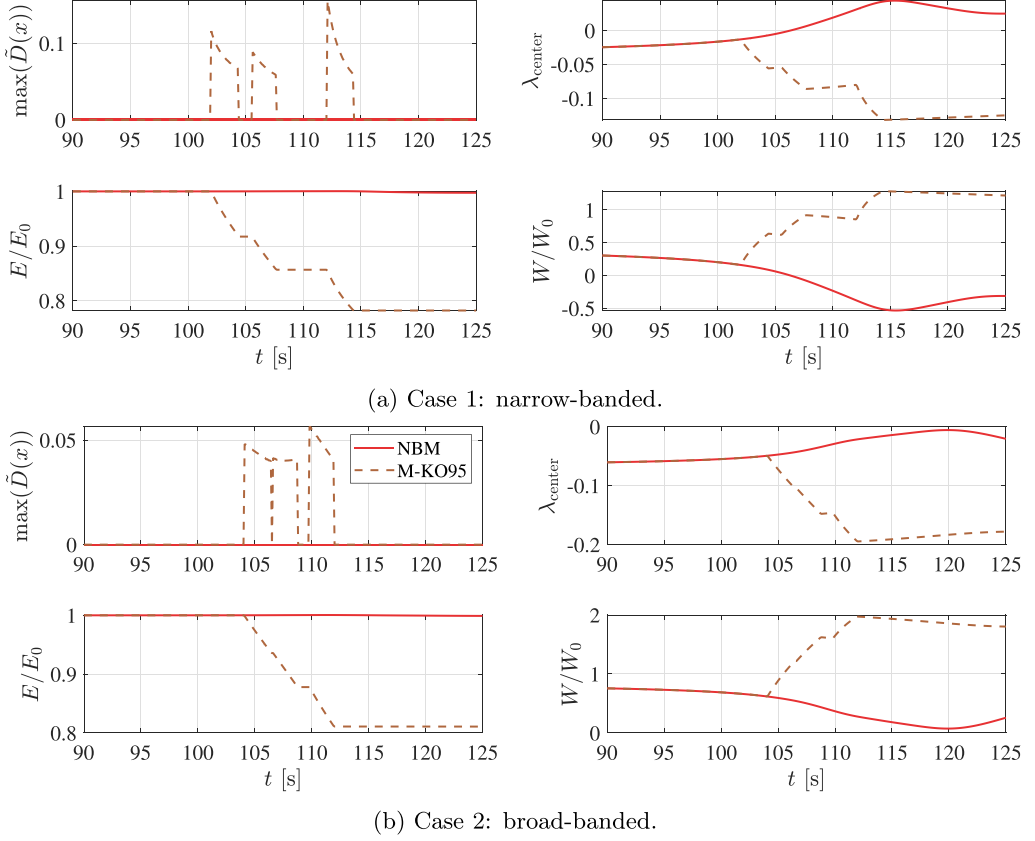 max(D̃(x))
0.1
0
90 95 100 105 110 115 120 125
λcenter
0
-0.05
-0.1
90 95 100 105 110 115 120 125
E/E0
1
0.9
0.8
90 95 100 105 110 115 120 125
t [s]
W/W0
1
0.5
0
-0.5
90 95 100 105 110 115 120 125
t [s]
(a) Case 1: narrow-banded.
max(D̃(x))
0.05
0
90 95 100 105 110 115 120 125
NBM
M-KO95
λcenter
0
-0.1
-0.2
90 95 100 105 110 115 120 125
E/E0
1
0.9
0.8
90 95 100 105 110 115 120 125
t [s]
W/W0
2
1
0
90 95 100 105 110 115 120 125
t [s]
(b) Case 2: broad-banded.